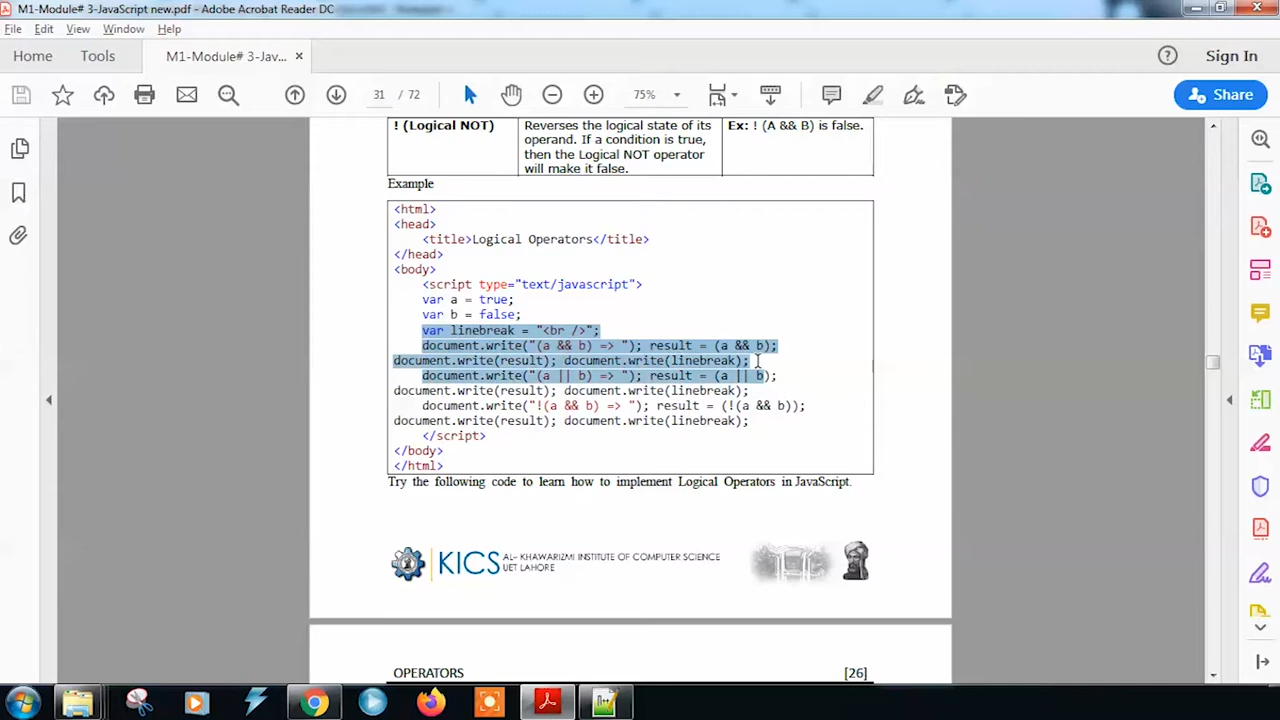 M1-Module# 3-JavaScript new.pdf - Adobe Acrobat Reader DC
File Edit View Window Help
Home Tools M1-Module# 3-Jav... × Sign In
31 / 72 75% Share
! (Logical NOT) Reverses the logical state of its Ex: ! (A && B) is false.
operand. If a condition is true,
then the Logical NOT operator
will make it false.
Example
<html>
<head>
<title>Logical Operators</title>
</head>
<body>
<script type="text/javascript">
var a = true;
var b = false;
var linebreak = "<br />";
document.write("(a && b) => "); result = (a && b);
document.write(result); document.write(linebreak);
document.write("(a || b) => "); result = (a || b);
document.write(result); document.write(linebreak);
document.write("!(a && b) => "); result = (!(a && b));
document.write(result); document.write(linebreak);
</script>
</body>
</html>
Try the following code to learn how to implement Logical Operators in JavaScript.
KICS AL- KHAWARIZMI INSTITUTE OF COMPUTER SCIENCE
UET LAHORE
OPERATORS [26]